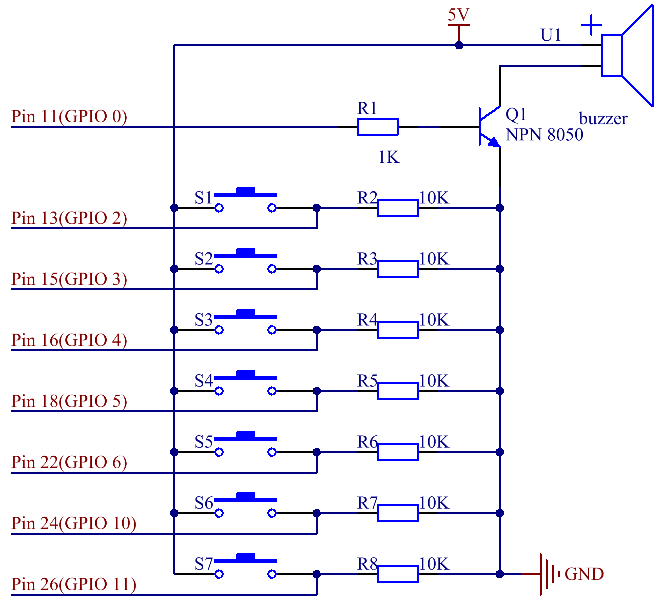 5V
U1
Pin 11(GPIO 0)
R1
1K
Q1
NPN 8050
buzzer
S1
R2
10K
Pin 13(GPIO 2)
S2
R3
10K
Pin 15(GPIO 3)
S3
R4
10K
Pin 16(GPIO 4)
S4
R5
10K
Pin 18(GPIO 5)
S5
R6
10K
Pin 22(GPIO 6)
S6
R7
10K
Pin 24(GPIO 10)
S7
R8
10K
GND
Pin 26(GPIO 11)